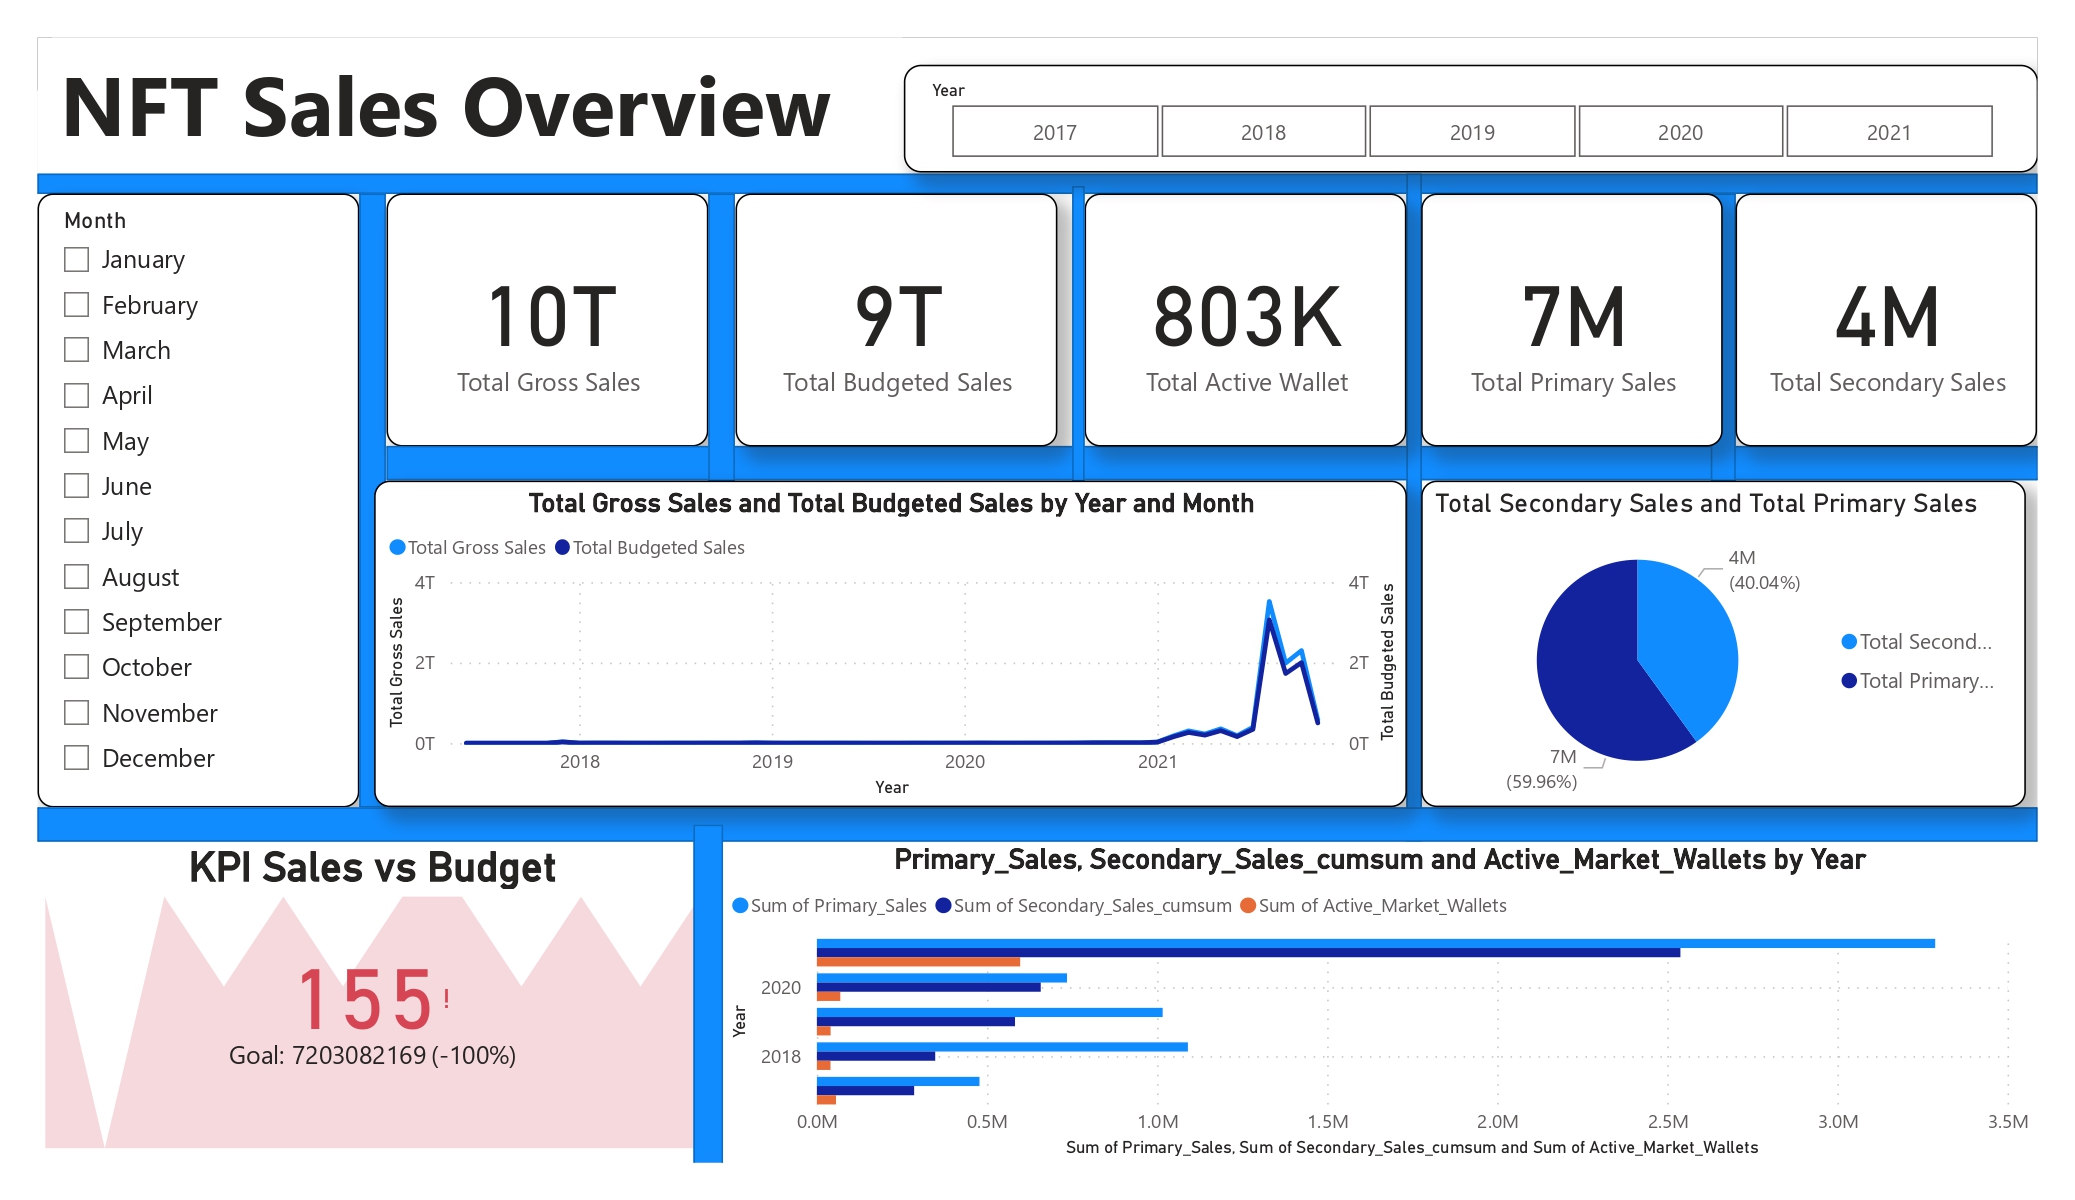 NFT Sales Overview
Year
2017 2018 2019 2020 2021
Month
January
February
March
April
May
June
July
August
September
October
November
December
10T
Total Gross Sales
9T
Total Budgeted Sales
803K
Total Active Wallet
7M
Total Primary Sales
4M
Total Secondary Sales
Total Gross Sales and Total Budgeted Sales by Year and Month
Total Gross Sales Total Budgeted Sales
Total Gross Sales
4T
2T
0T
4T
2T
0T
Total Budgeted Sales
2018 2019 2020 2021
Year
Total Secondary Sales and Total Primary Sales
4M
(40.04%)
7M
(59.96%)
Total Second...
Total Primary...
KPI Sales vs Budget
155!
Goal: 7203082169 (-100%)
Primary_Sales, Secondary_Sales_cumsum and Active_Market_Wallets by Year
Sum of Primary_Sales Sum of Secondary_Sales_cumsum Sum of Active_Market_Wallets
Year
2020
2018
0.0M 0.5M 1.0M 1.5M 2.0M 2.5M 3.0M 3.5M
Sum of Primary_Sales, Sum of Secondary_Sales_cumsum and Sum of Active_Market_Wallets